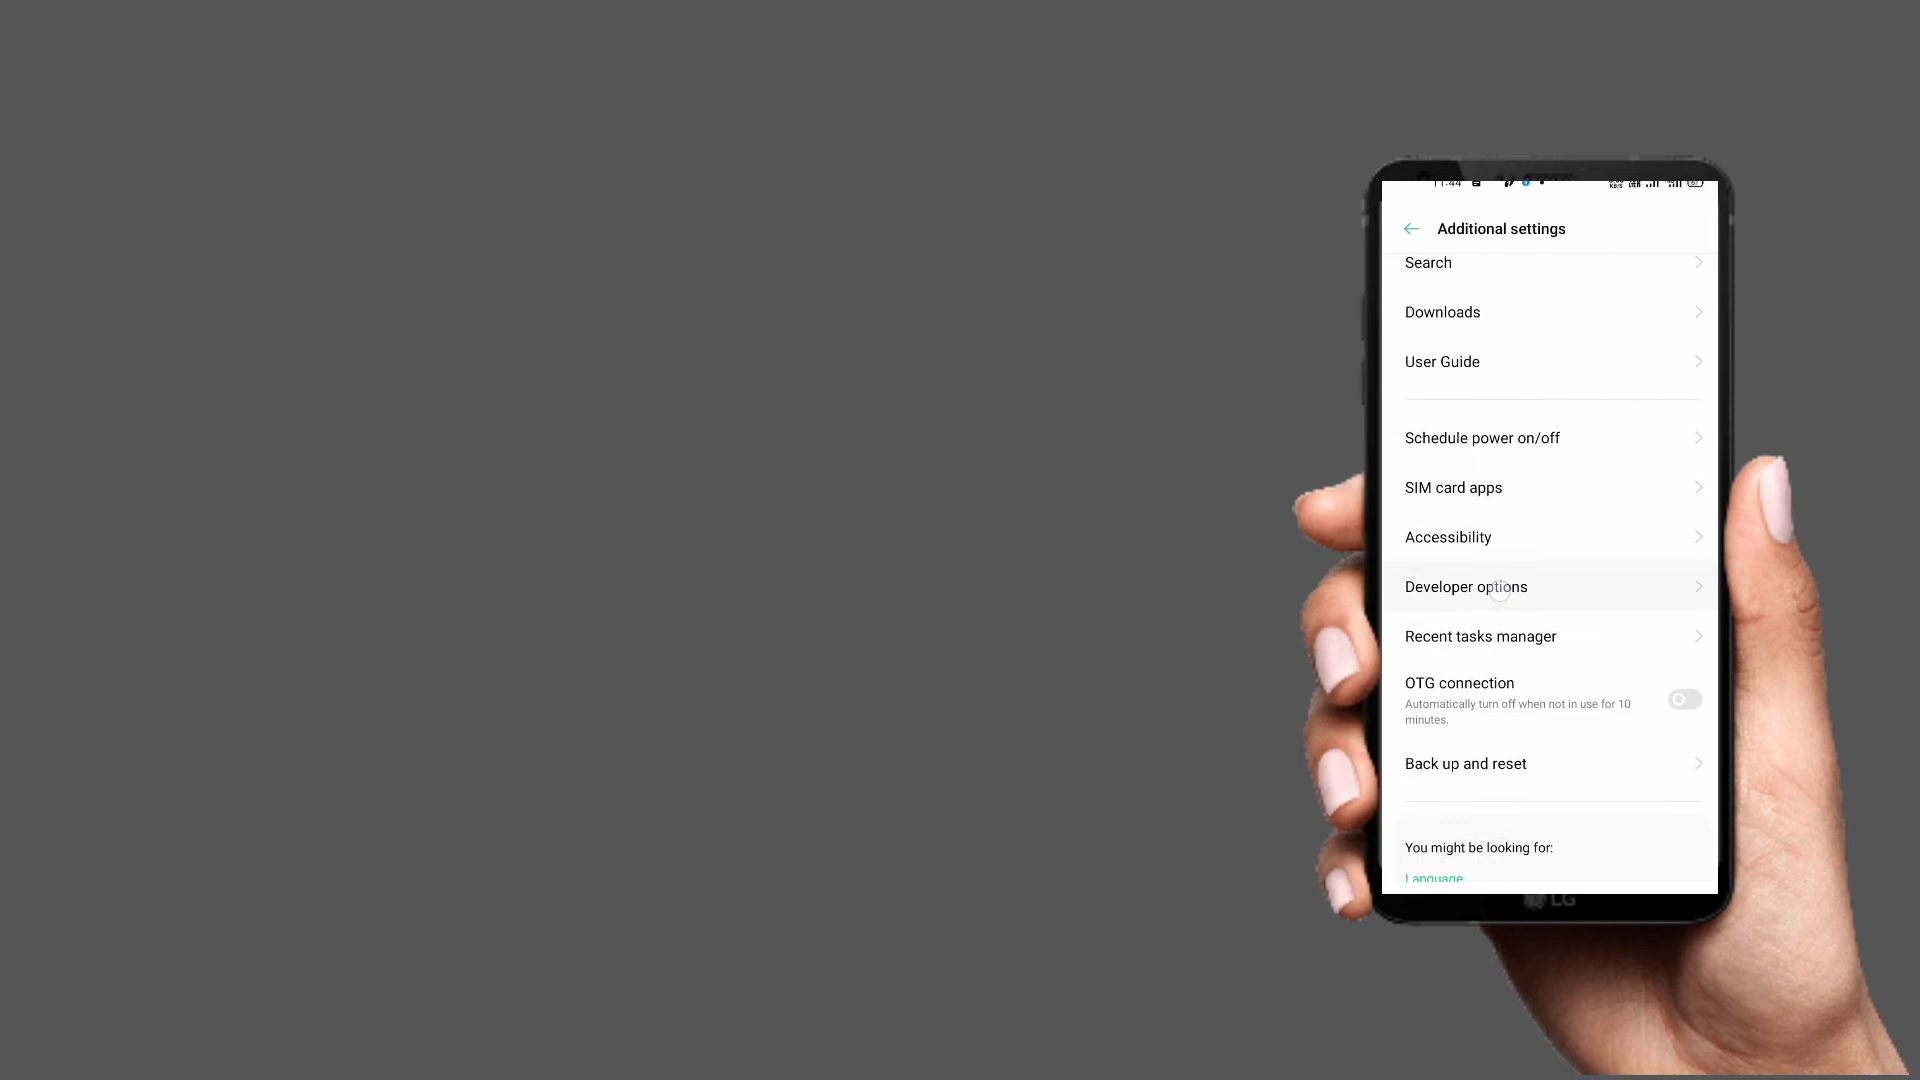 11:44
Additional settings
Search
Downloads
User Guide
Schedule power on/off
SIM card apps
Accessibility
Developer options
Recent tasks manager
OTG connection
Automatically turn off when not in use for 10
minutes.
Back up and reset
You might be looking for:
Language
LG